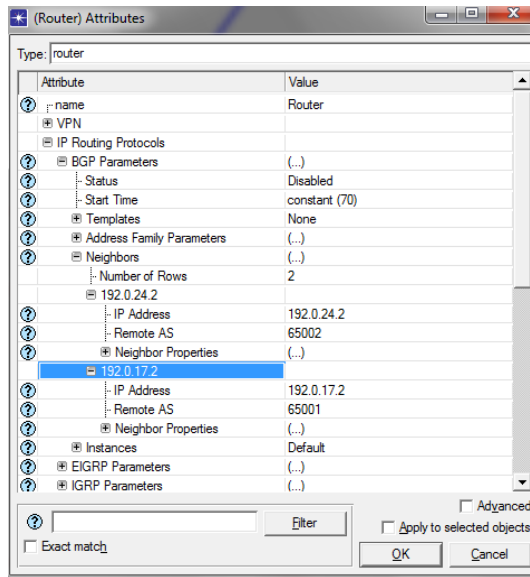 (Router) Attributes
Type: router
Attribute Value
name Router
VPN
IP Routing Protocols
BGP Parameters (...)
Status Disabled
Start Time constant (70)
Templates None
Address Family Parameters (...)
Neighbors (...)
Number of Rows 2
192.0.24.2
IP Address 192.0.24.2
Remote AS 65002
Neighbor Properties (...)
192.0.17.2
IP Address 192.0.17.2
Remote AS 65001
Neighbor Properties (...)
Instances Default
EIGRP Parameters (...)
IGRP Parameters (...)
Advanced
Filter Apply to selected objects
Exact match
OK Cancel